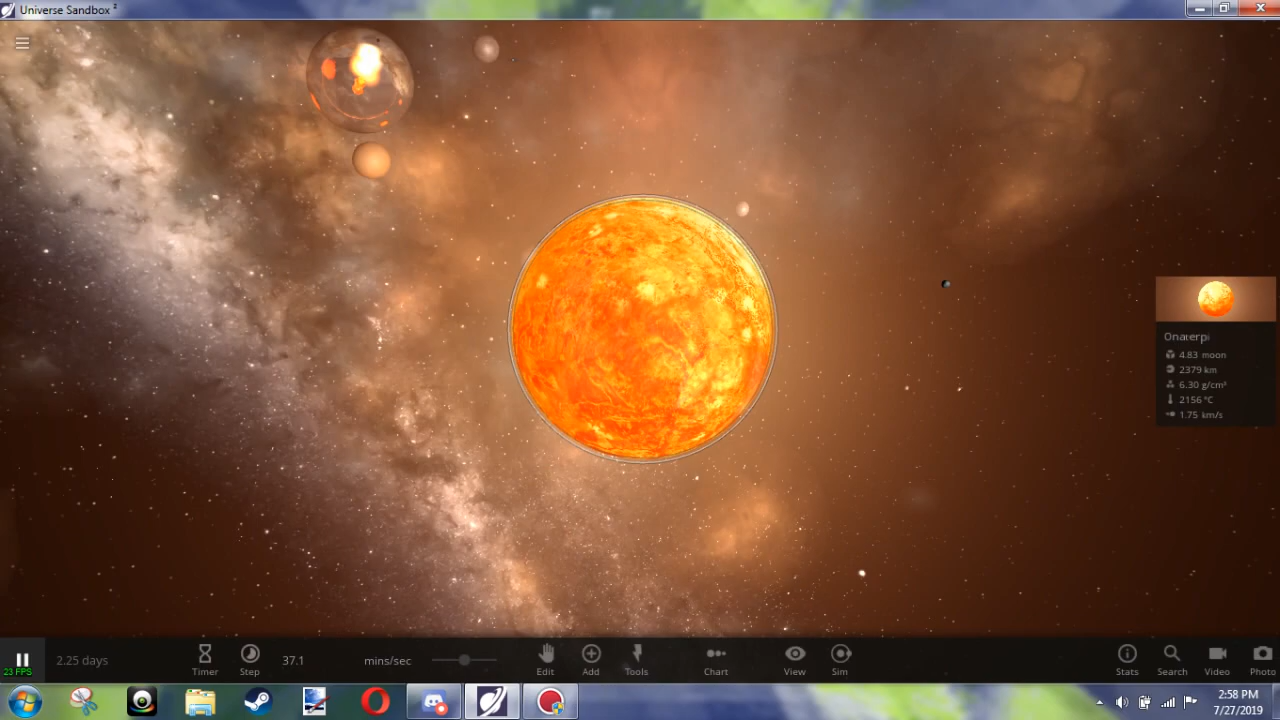 Universe Sandbox ²
Onaterpi
4.83 moon
2379 km
6.30 g/cm³
2156 °C
1.75 km/s
23 FPS
2.25 days
Timer
Step
37.1
mins/sec
Edit
Add
Tools
Chart
View
Sim
Stats
Search
Video
Photo
2:58 PM
7/27/2019